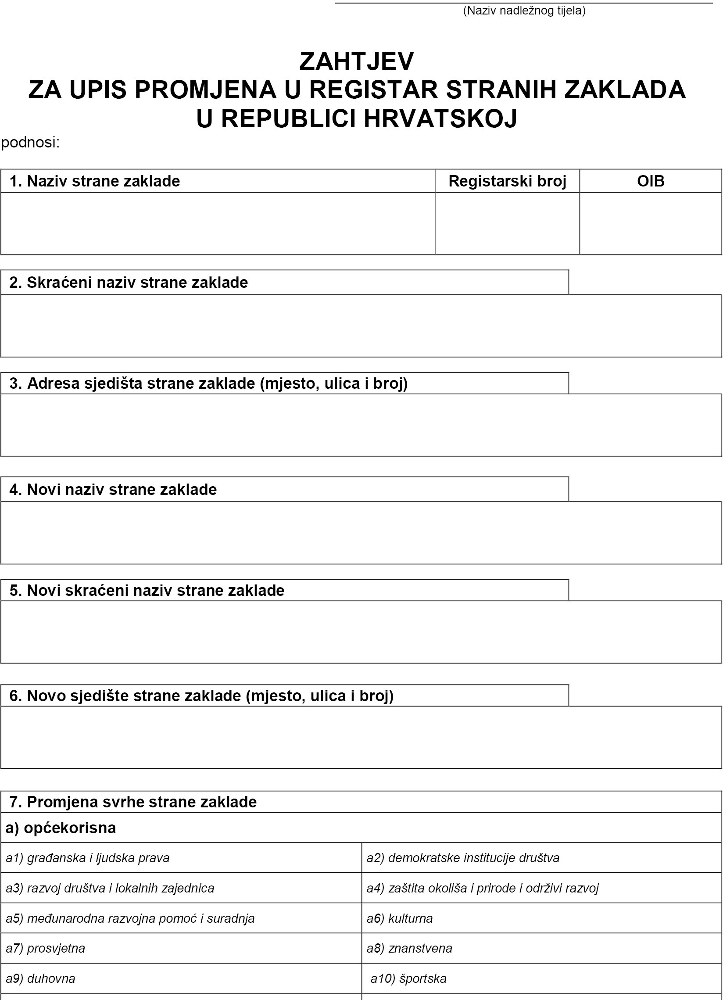 (Naziv nadležnog tijela)
ZAHTJEV
ZA UPIS PROMJENA U REGISTAR STRANIH ZAKLADA
U REPUBLICI HRVATSKOJ
podnosi:
1. Naziv strane zaklade Registarski broj OIB
2. Skraćeni naziv strane zaklade
3. Adresa sjedišta strane zaklade (mjesto, ulica i broj)
4. Novi naziv strane zaklade
5. Novi skraćeni naziv strane zaklade
6. Novo sjedište strane zaklade (mjesto, ulica i broj)
7. Promjena svrhe strane zaklade
a) općekorisna
a1) građanska i ljudska prava a2) demokratske institucije društva
a3) razvoj društva i lokalnih zajednica a4) zaštita okoliša i prirode i održivi razvoj
a5) međunarodna razvojna pomoć i suradnja a6) kulturna
a7) prosvjetna a8) znanstvena
a9) duhovna a10) športska